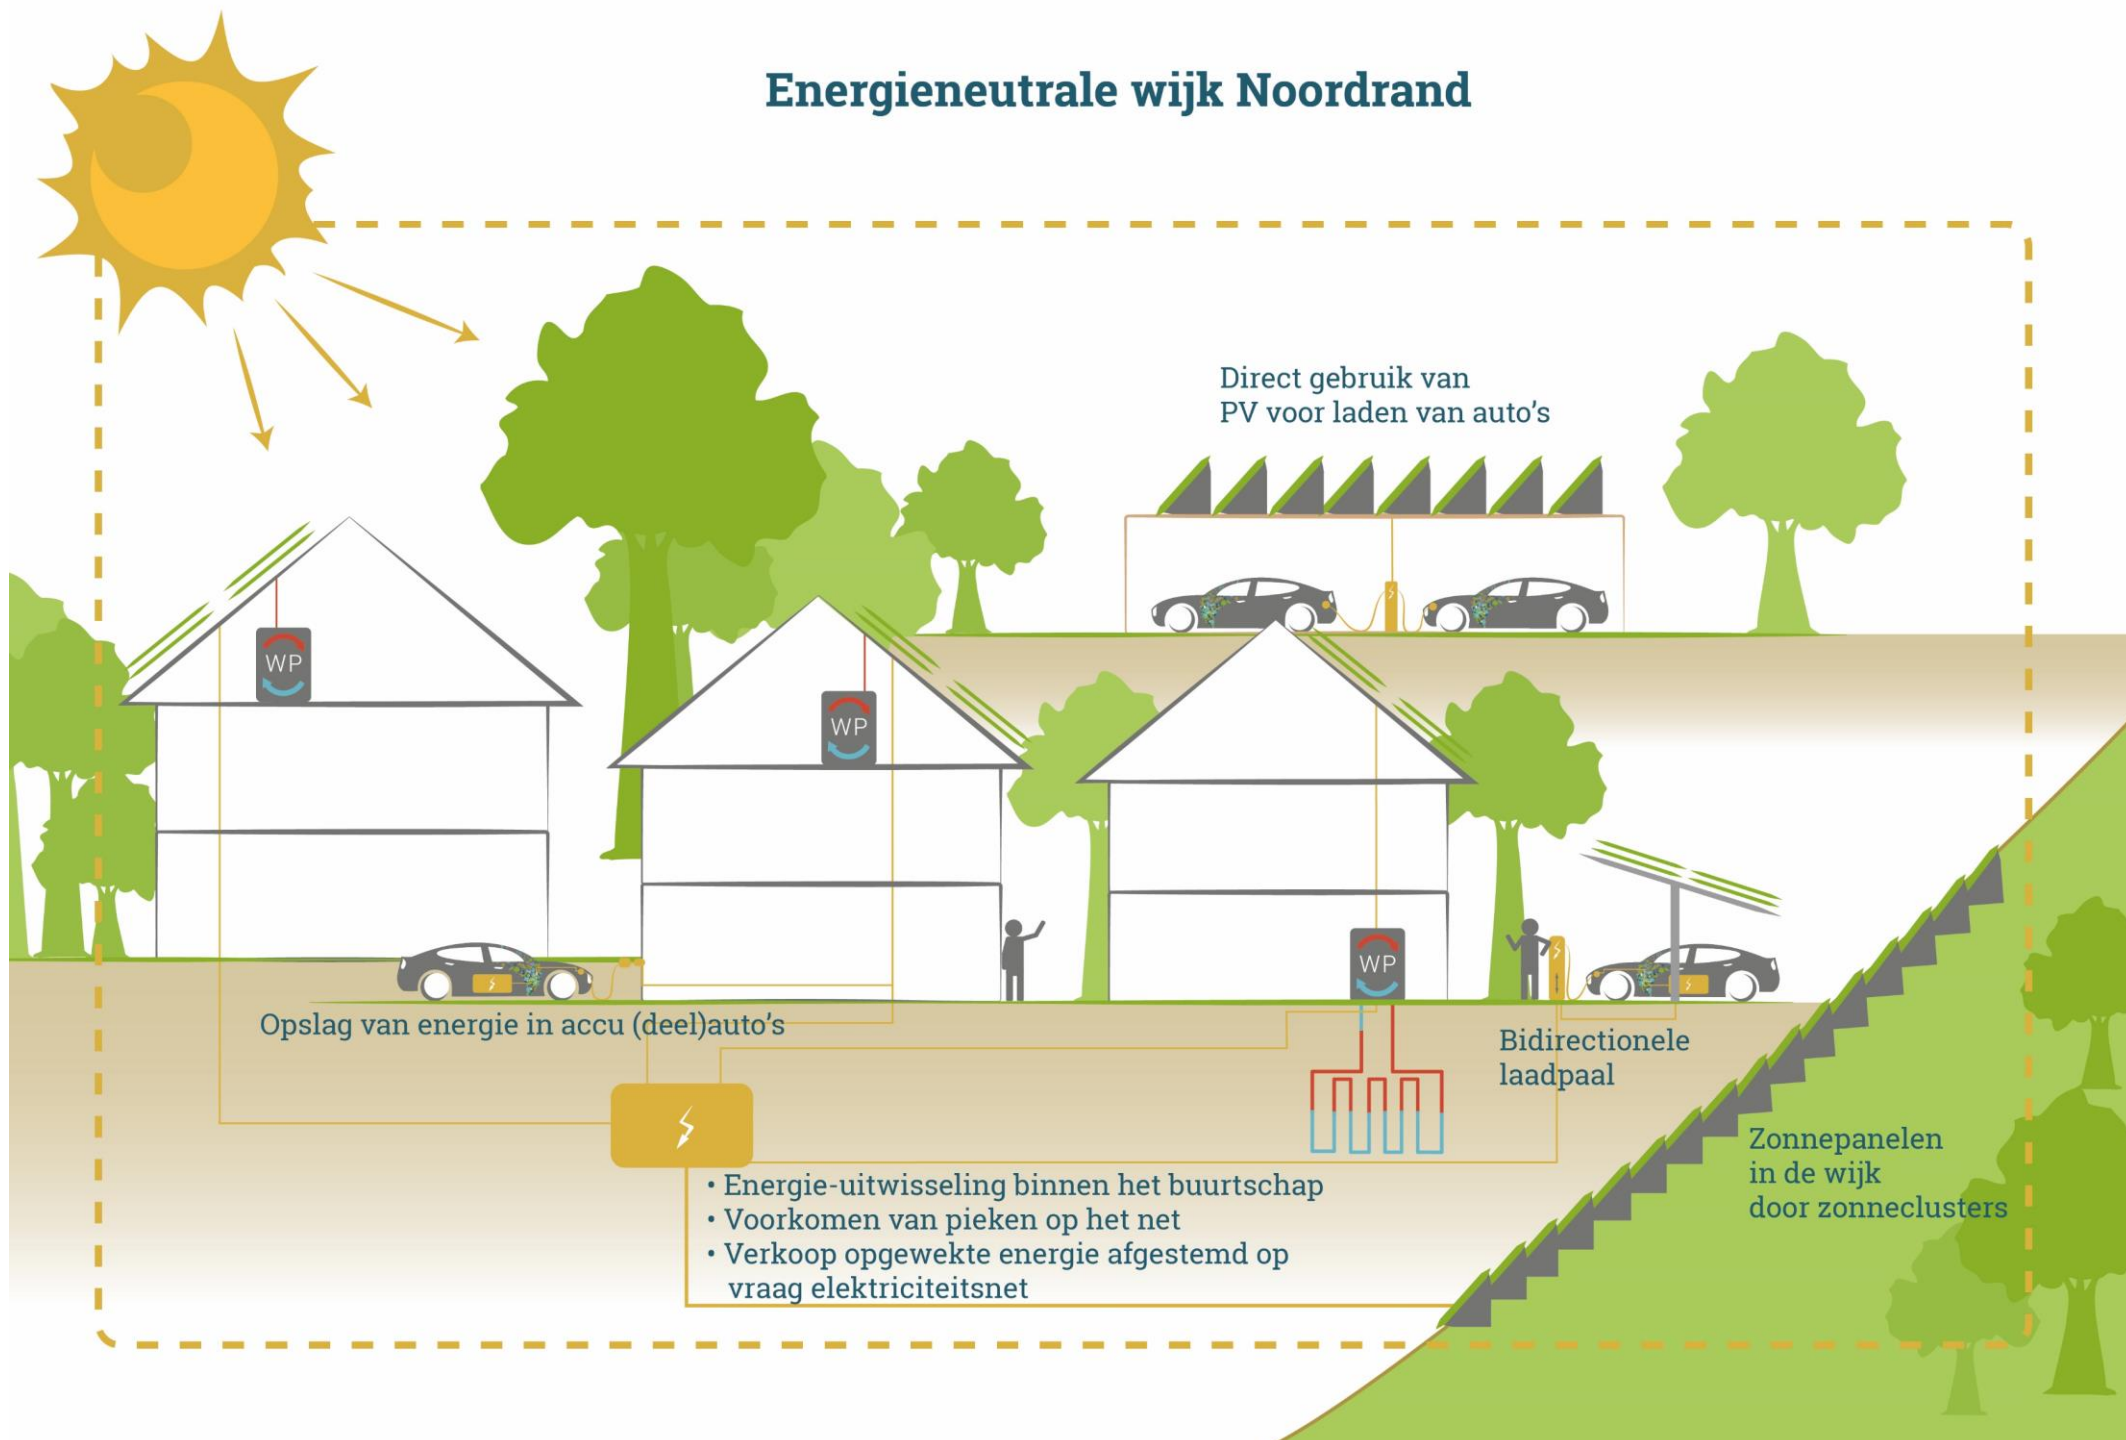 Energieneutrale wijk Noordrand
Direct gebruik van
PV voor laden van auto's
WP
WP
WP
Opslag van energie in accu (deel)auto's
Bidirectionele
laadpaal
Zonnepanelen
in de wijk
door zonneclusters
• Energie-uitwisseling binnen het buurtschap
• Voorkomen van pieken op het net
• Verkoop opgewekte energie afgestemd op
vraag elektriciteitsnet